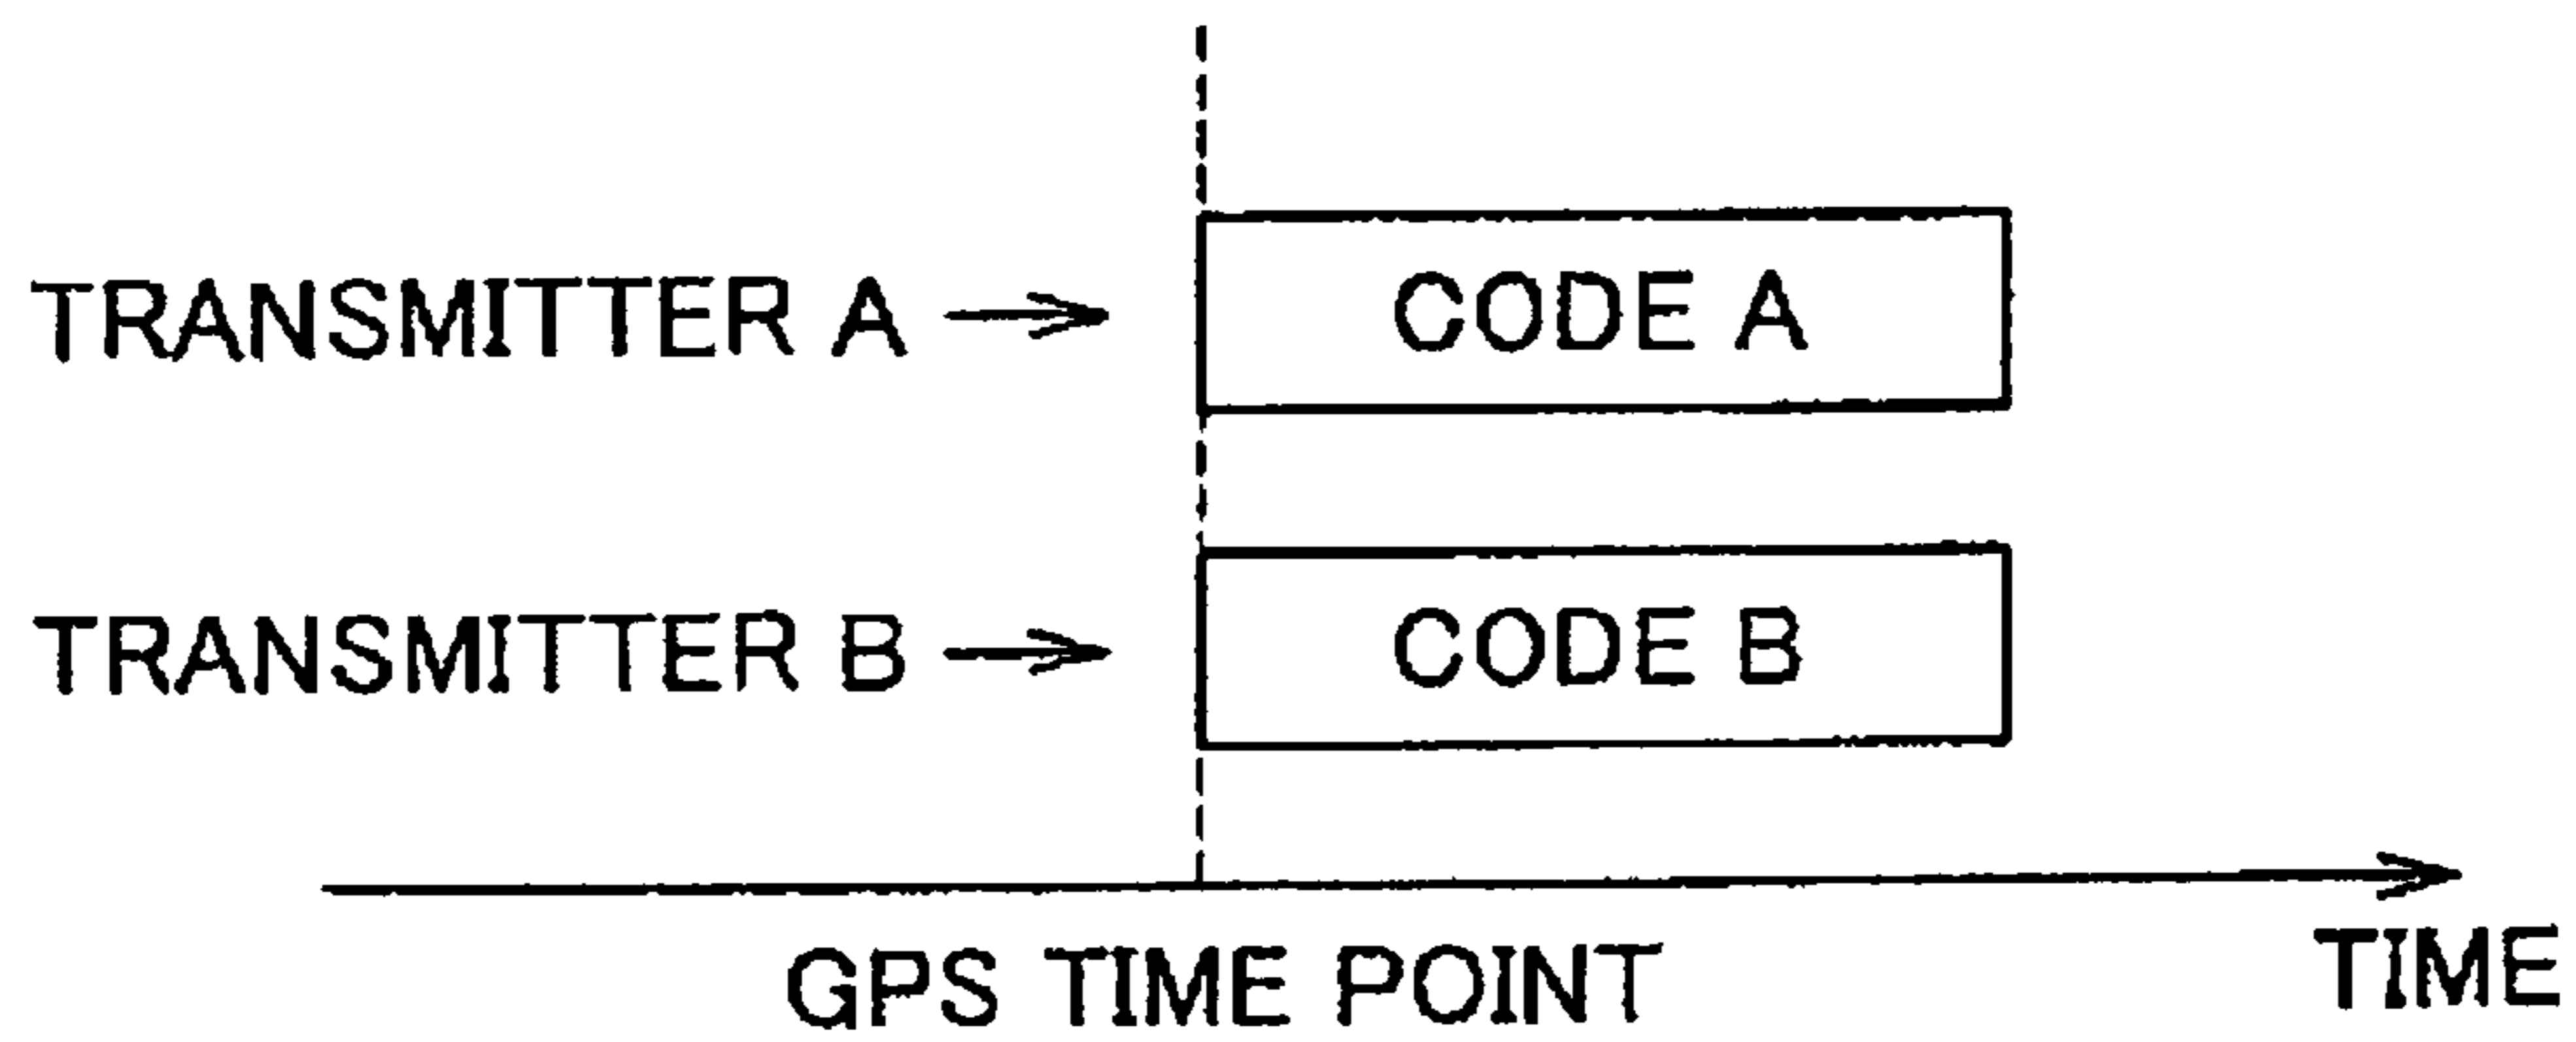 TRANSMITTER A → CODE A
TRANSMITTER B → CODE B
GPS TIME POINT
TIME